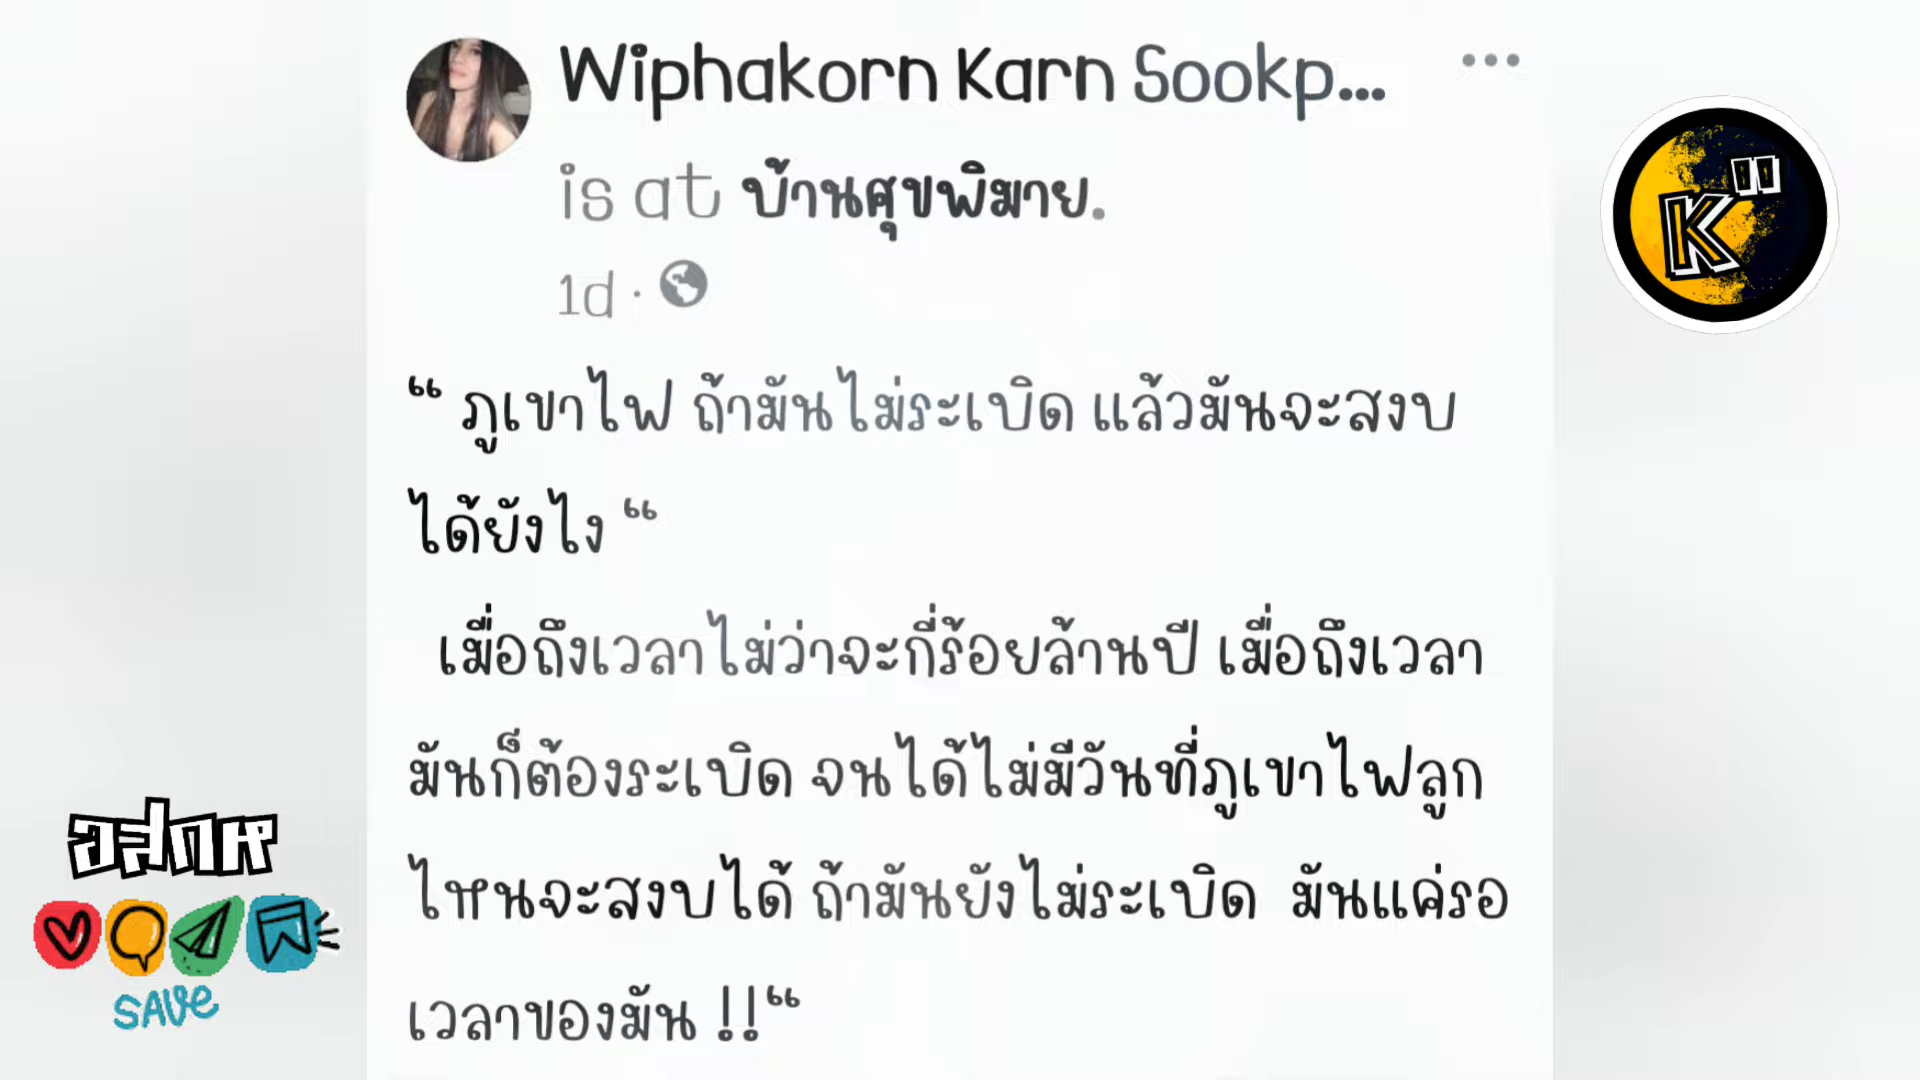 Wiphakorn Karn Sookp...
is at บ้านศุขพิมาย.
1d ·
“ ภูเขาไฟ ถ้ามันไม่ระเบิด แล้วมันจะสงบ
ได้ยังไง “
เมื่อถึงเวลาไม่ว่าจะกี่ร้อยล้านปี เมื่อถึงเวลา
มันก็ต้องระเบิด จนได้ไม่มีวันที่ภูเขาไฟลูก
ไหนจะสงบได้ ถ้ามันยังไม่ระเบิด มันแค่รอ
เวลาของมัน !!“
K"
อสกห
SAVE